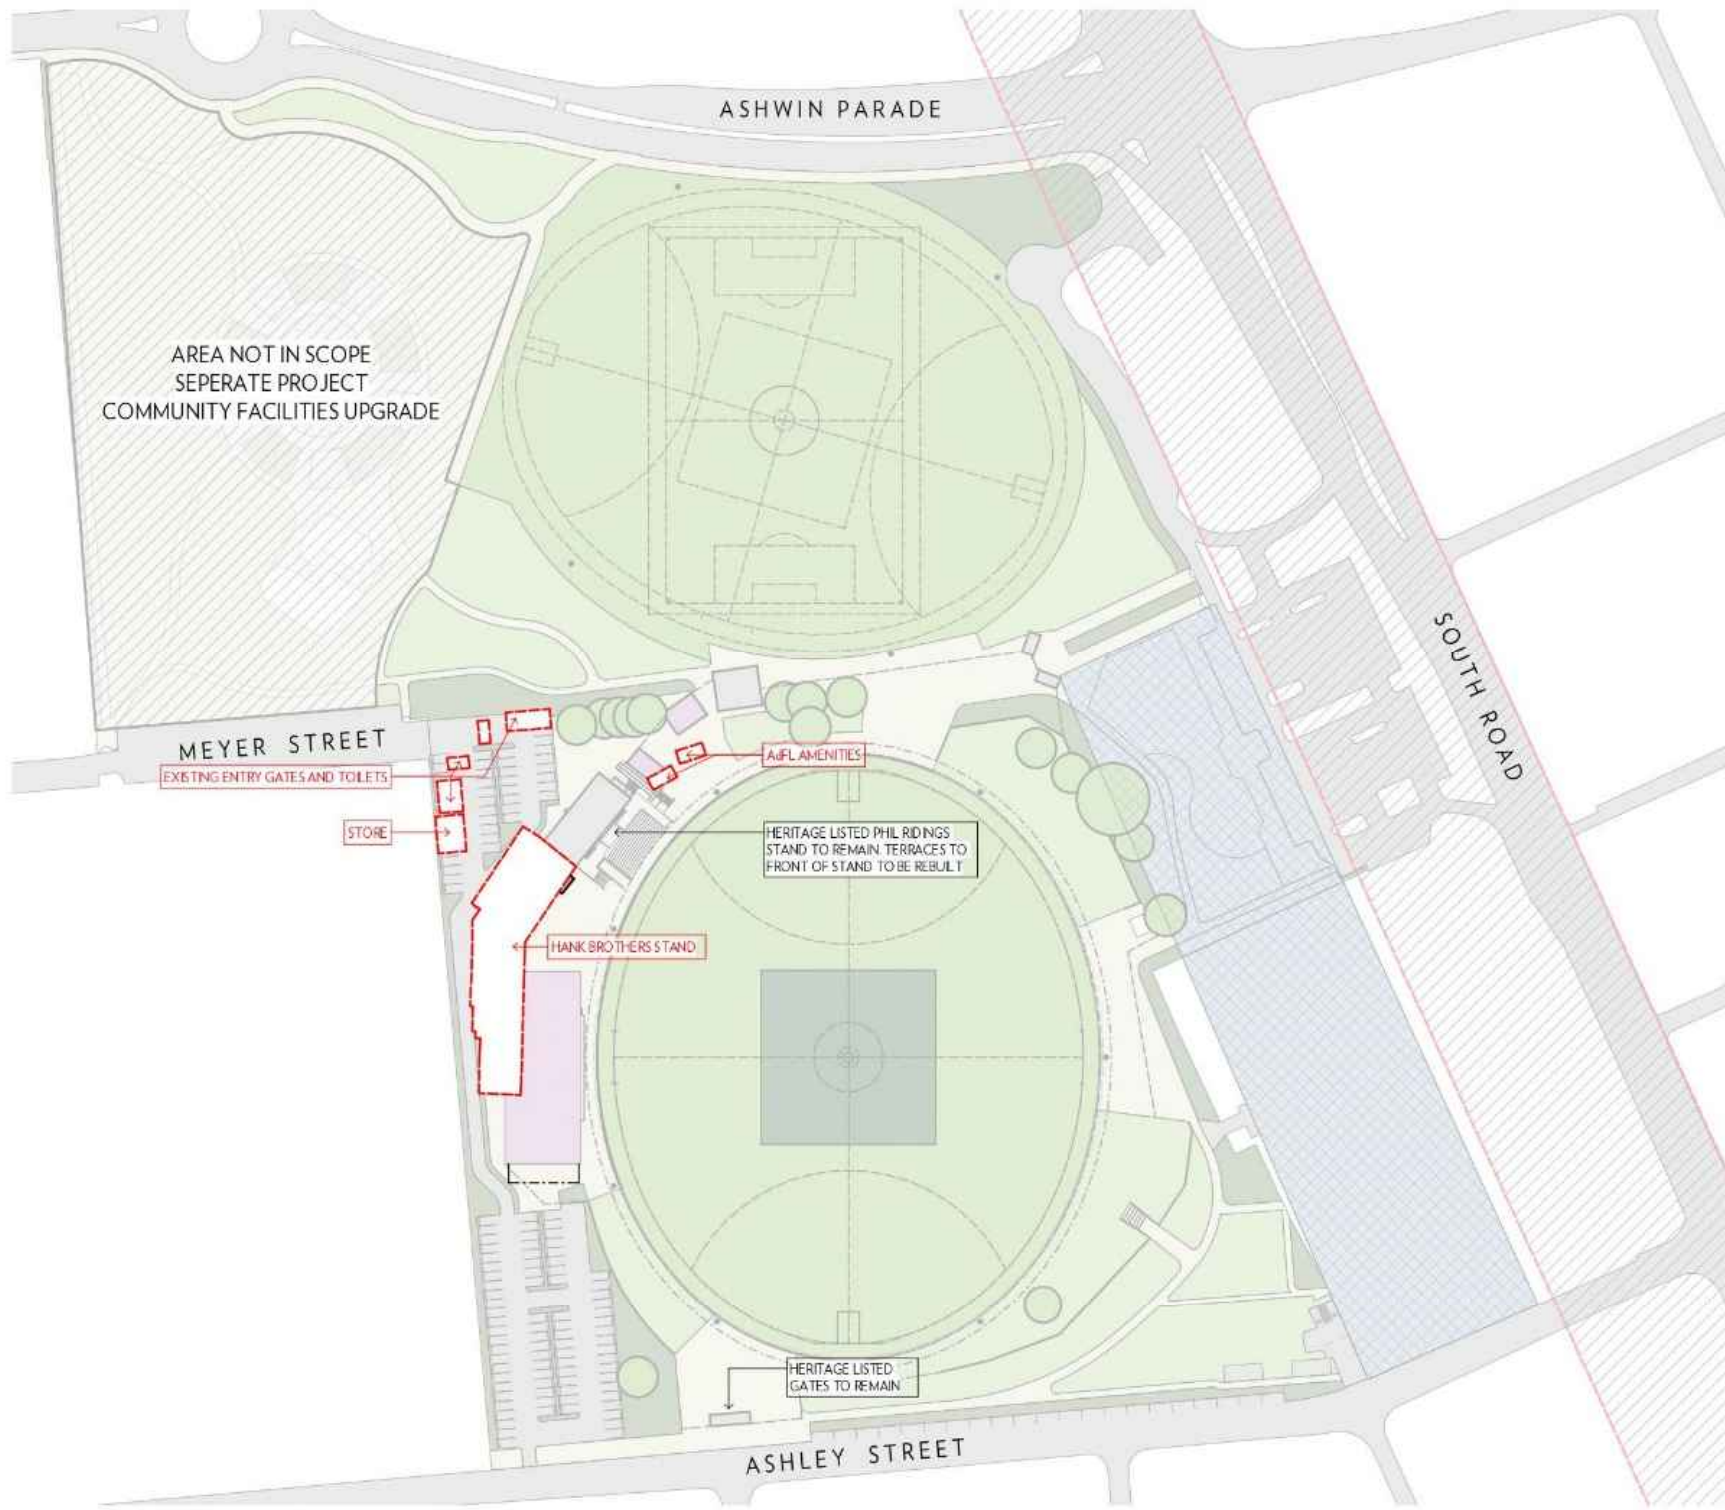 ASHWIN PARADE
AREA NOT IN SCOPE
SEPERATE PROJECT
COMMUNITY FACILITIES UPGRADE
SOUTH ROAD
MEYER STREET
EXISTING ENTRY GATES AND TOILETS
AdFL AMENITIES
STORE
HERITAGE LISTED PHIL RIDINGS
STAND TO REMAIN. TERRACES TO
FRONT OF STAND TO BE REBUILT
HANK BROTHERS STAND
HERITAGE LISTED
GATES TO REMAIN
ASHLEY STREET